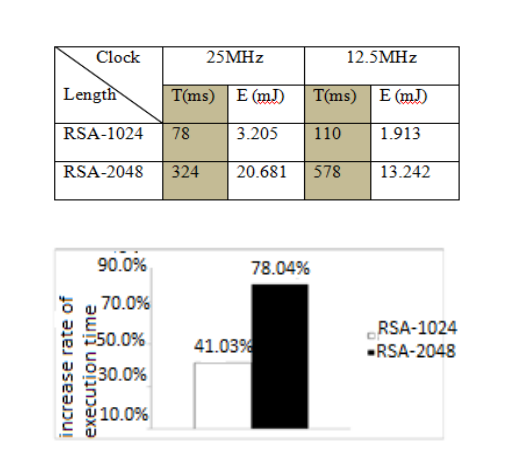 Clock 25MHz 12.5MHz
Length T(ms) E (mJ) T(ms) E (mJ)
RSA-1024 78 3.205 110 1.913
RSA-2048 324 20.681 578 13.242
increase rate of
execution time
90.0%
70.0%
50.0%
30.0%
10.0%
78.04%
41.03%
RSA-1024
RSA-2048